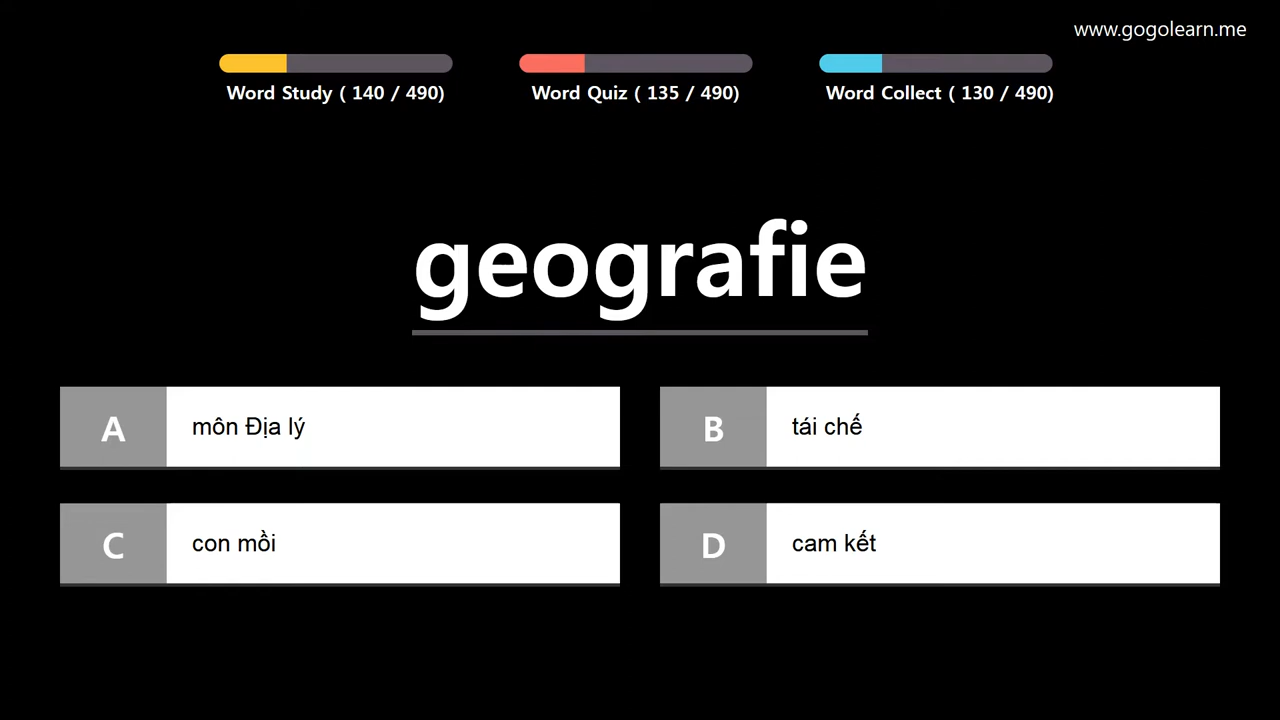 www.gogolearn.me
Word Study ( 140 / 490)
Word Quiz ( 135 / 490)
Word Collect ( 130 / 490)
geografie
A môn Địa lý
B tái chế
C con mồi
D cam kết